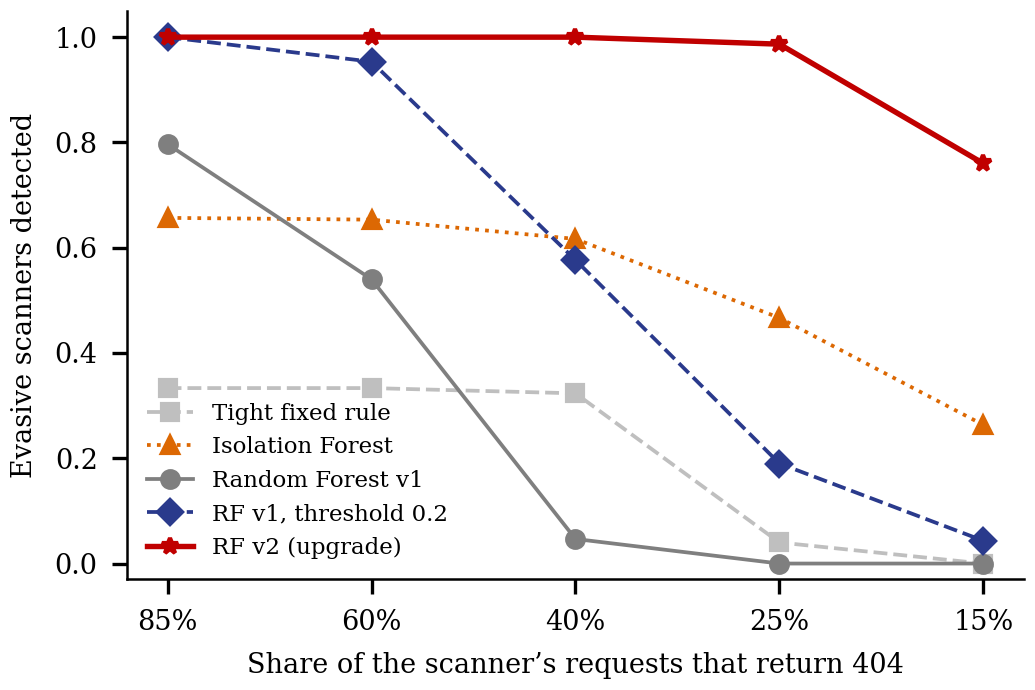 Evasive scanners detected
1.0
0.8
0.6
0.4
0.2
0.0
Tight fixed rule
Isolation Forest
Random Forest v1
RF v1, threshold 0.2
RF v2 (upgrade)
85% 60% 40% 25% 15%
Share of the scanner’s requests that return 404